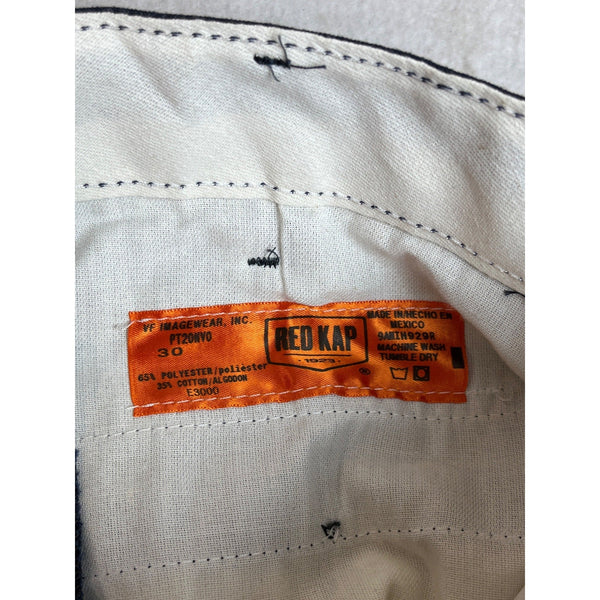 VF IMAGEWEAR, INC.
PT20NV0
30
65% POLYESTER/poliéster
35% COTTON/ALGODON
E3000
RED KAP
·1923·
®
MADE IN/HECHO EN
MEXICO
MACHINE WASH
TUMBLE DRY